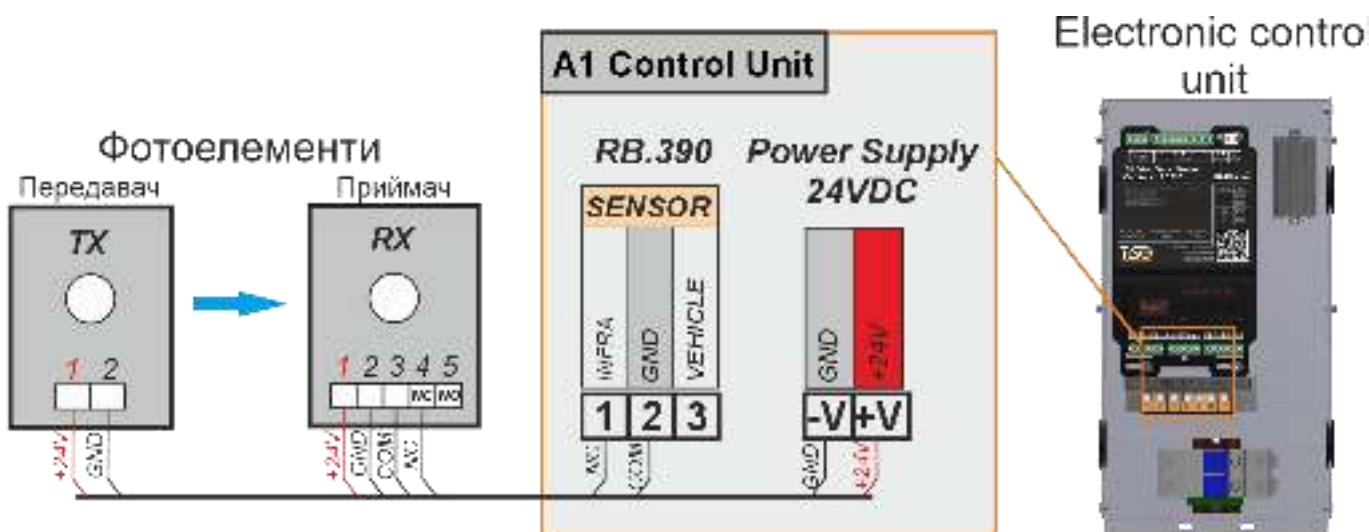 Electronic control
unit
A1 Control Unit
Фотоелементи
Передавач
Приймач
RB.390
Power Supply
24VDC
SENSOR
TX
RX
INFRA
GND
VEHICLE
GND
+24V
1 2
1 2 3 4 5
NC NO
1 2 3
-V +V
+24V
GND
+24V
GND
COM
NC
NC
COM
GND
+24V
TSO